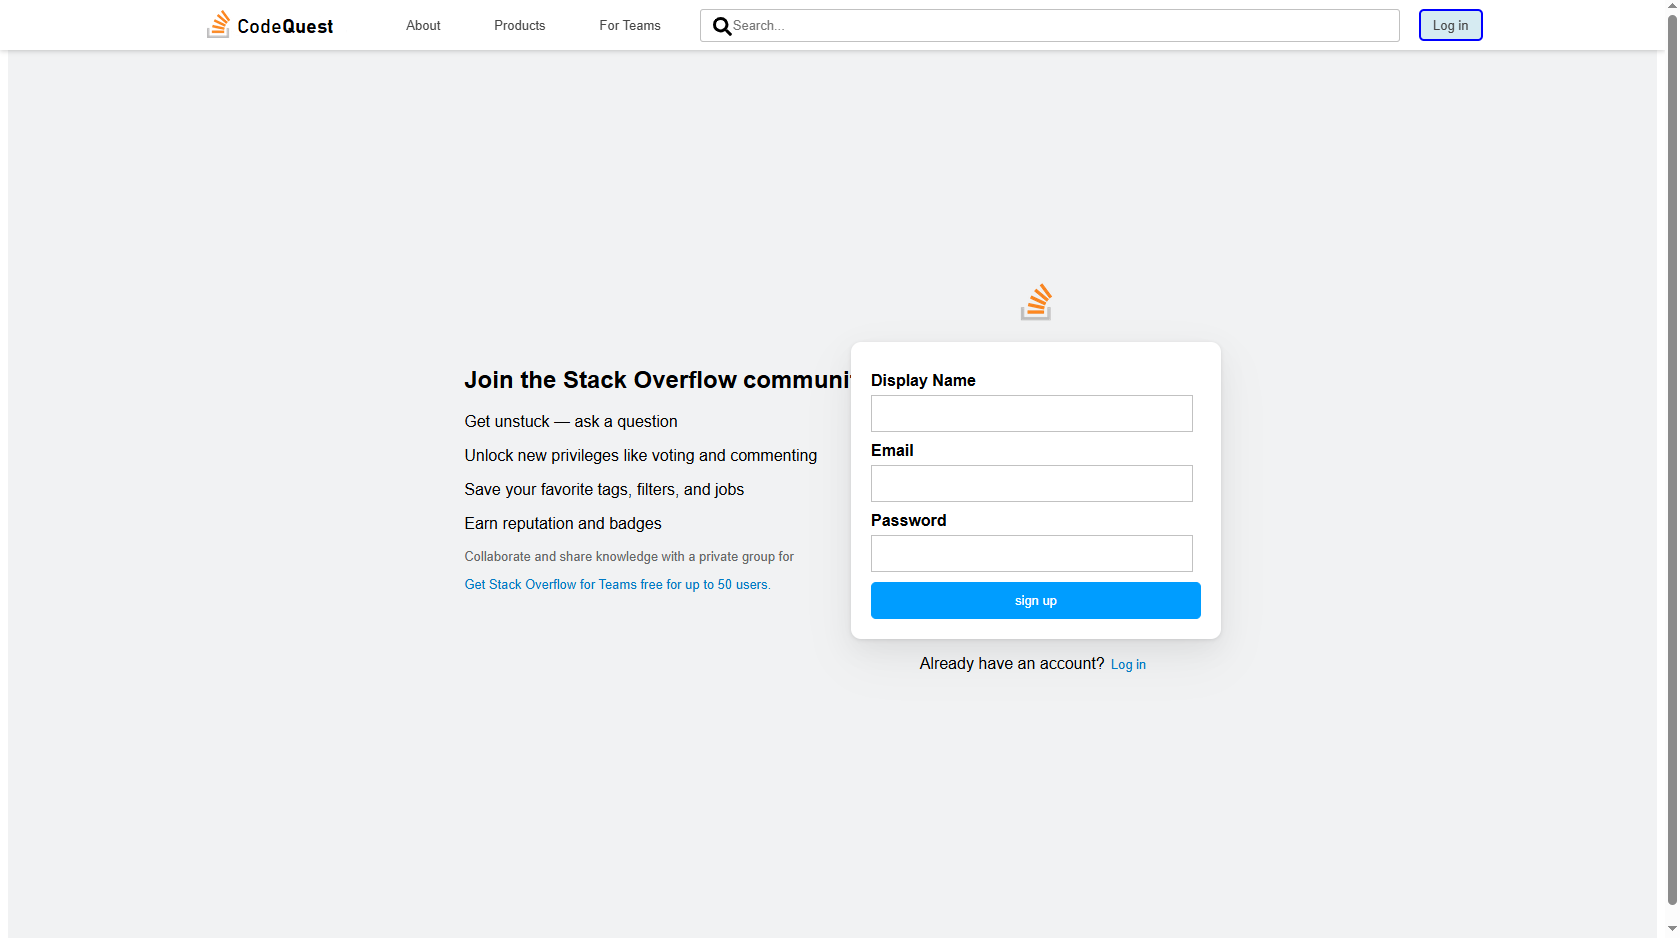 CodeQuest
About
Products
For Teams
Search...
Log in
Join the Stack Overflow communi
Get unstuck — ask a question
Unlock new privileges like voting and commenting
Save your favorite tags, filters, and jobs
Earn reputation and badges
Collaborate and share knowledge with a private group for
Get Stack Overflow for Teams free for up to 50 users.
Display Name
Email
Password
sign up
Already have an account? Log in